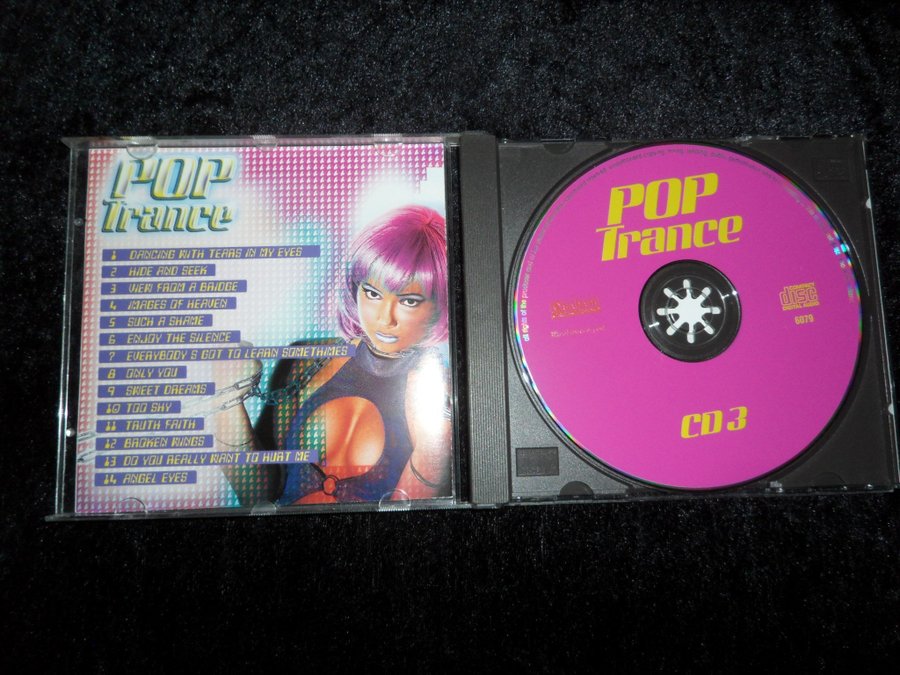 POP
Trance
1 DANCING WITH TEARS IN MY EYES
2 HIDE AND SEEK
3 VIEW FROM A BRIDGE
4 IMAGES OF HEAVEN
5 SUCH A SHAME
6 ENJOY THE SILENCE
7 EVERYBODY S GOT TO LEARN SOMETHIMES
8 ONLY YOU
9 SWEET DREAMS
10 TOO SHY
11 TRUTH FAITH
12 BROKEN WINGS
13 DO YOU REALLY WANT TO HURT ME
14 ANGEL EYES
POP
Trance
COMPACT
disc
DIGITAL AUDIO
6079
CD 3